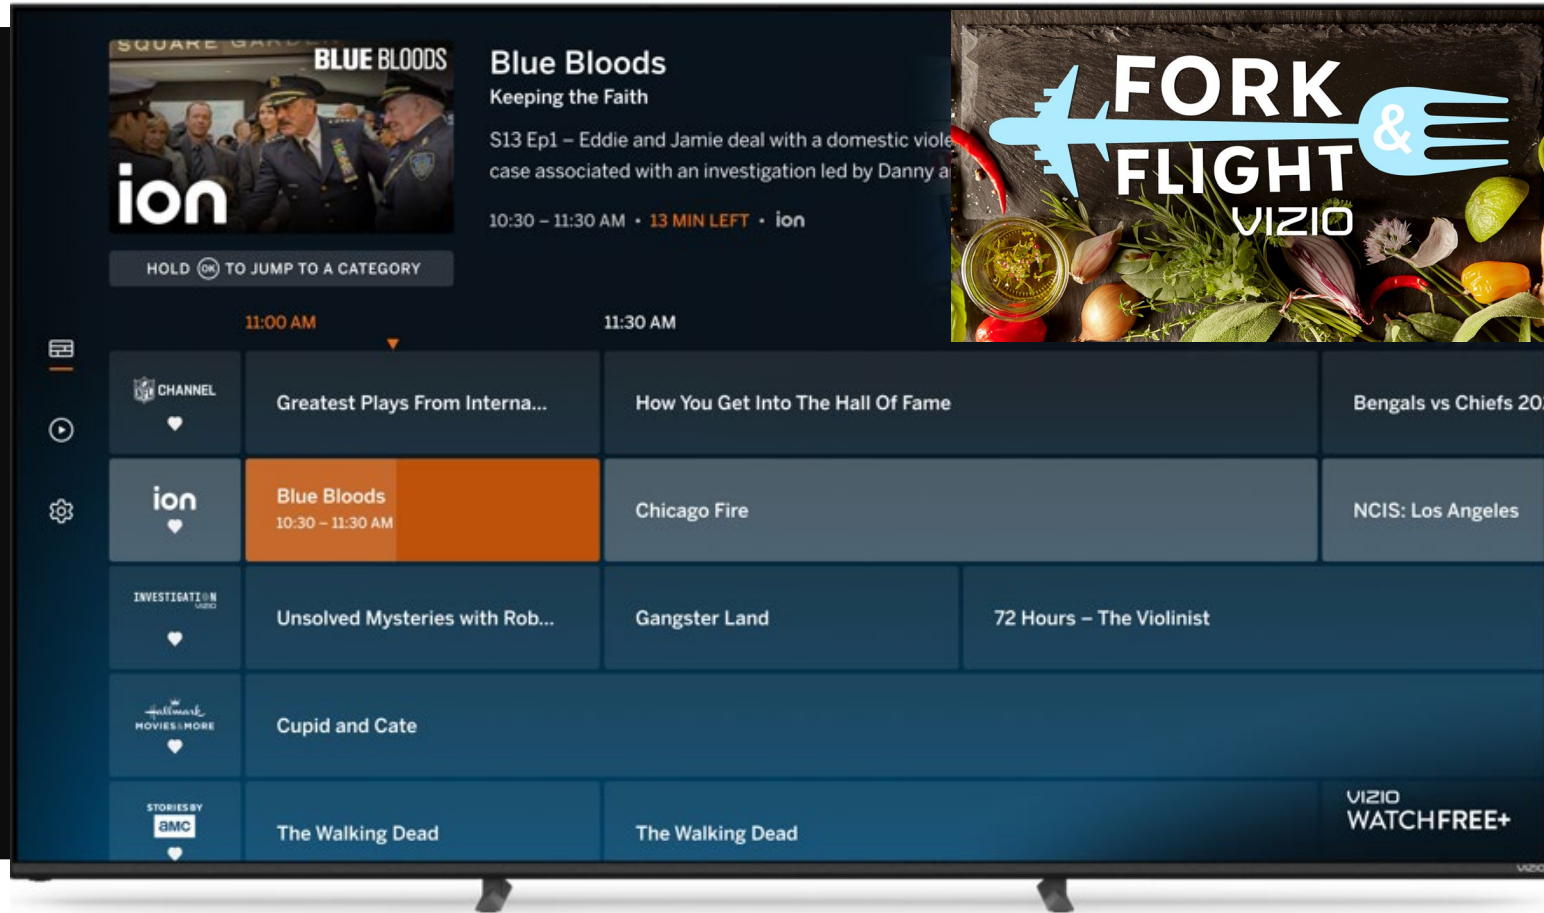 SQUARE GARDEN
BLUE BLOODS
ion
Blue Bloods
Keeping the Faith
S13 Ep1 – Eddie and Jamie deal with a domestic viole
case associated with an investigation led by Danny a
10:30 – 11:30 AM • 13 MIN LEFT • ion
FORK
&
FLIGHT
VIZIO
HOLD OK TO JUMP TO A CATEGORY
11:00 AM
11:30 AM
NFL CHANNEL
Greatest Plays From Interna...
How You Get Into The Hall Of Fame
Bengals vs Chiefs 20
ion
Blue Bloods
10:30 – 11:30 AM
Chicago Fire
NCIS: Los Angeles
INVESTIGATION
VIZIO
Unsolved Mysteries with Rob...
Gangster Land
72 Hours – The Violinist
Hallmark
MOVIES & MORE
Cupid and Cate
STORIES BY
aMC
The Walking Dead
The Walking Dead
VIZIO
WATCHFREE+
VIZIO